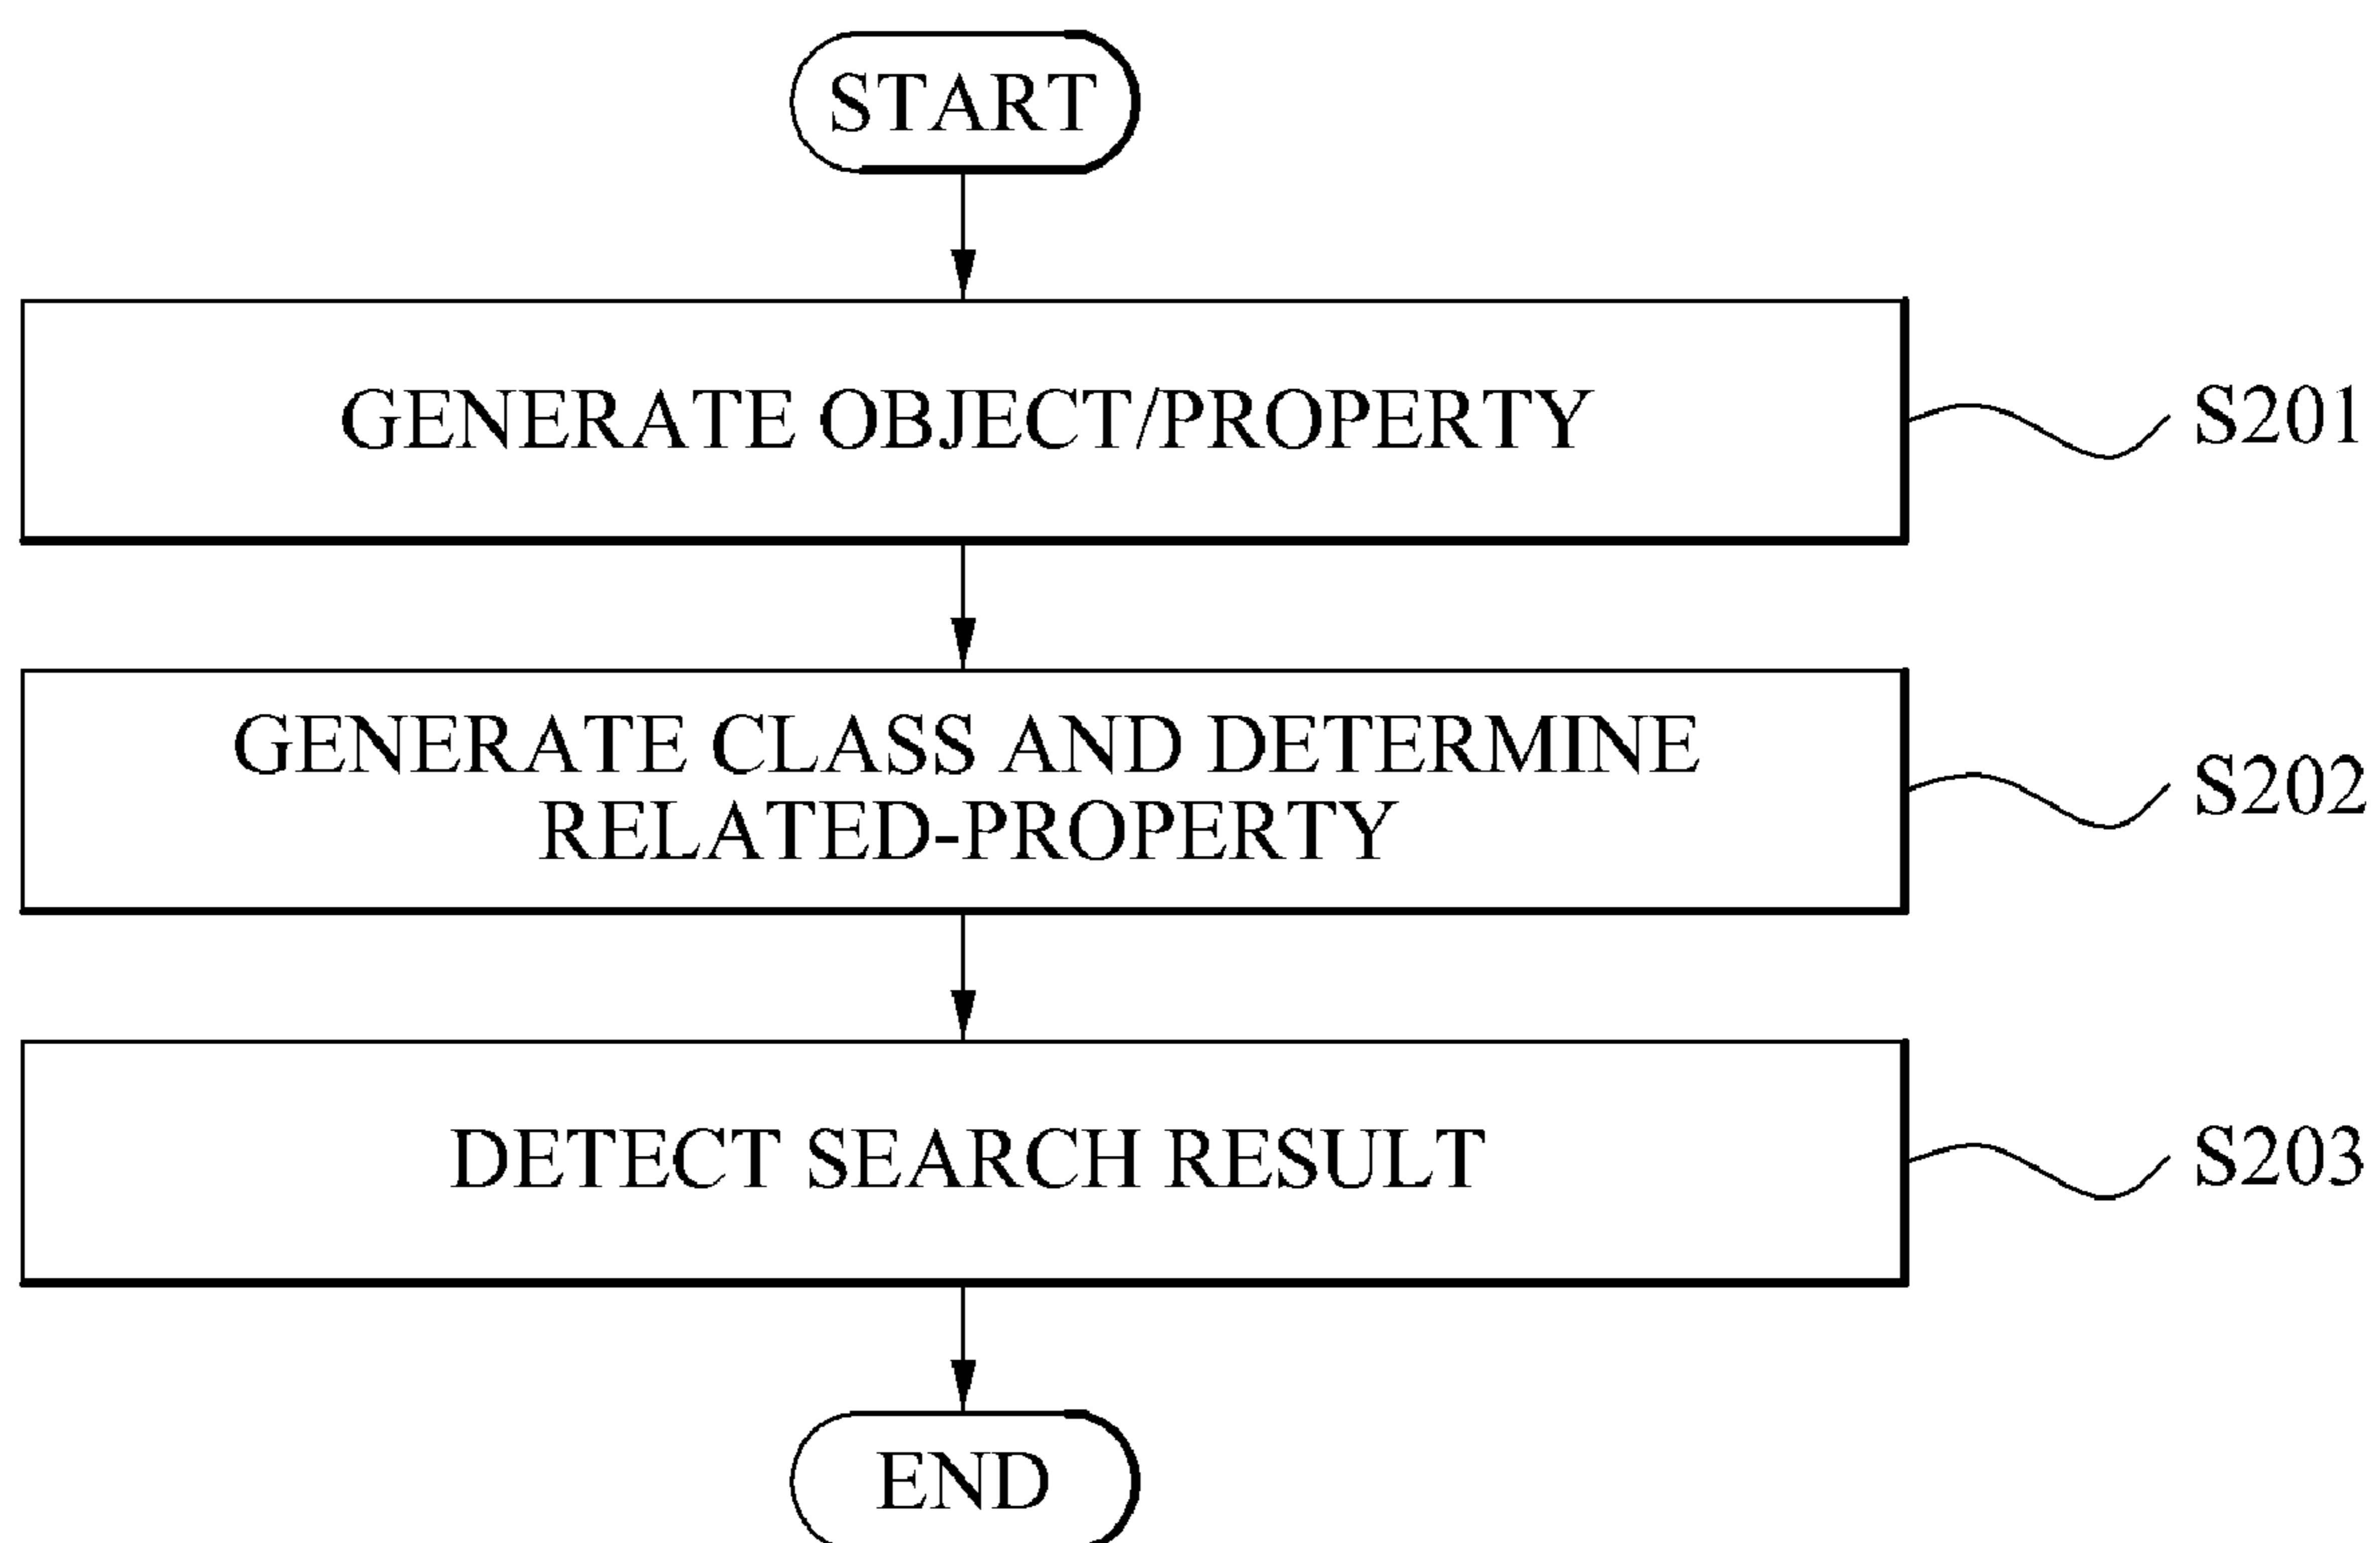 START
GENERATE OBJECT/PROPERTY
S201
GENERATE CLASS AND DETERMINE
RELATED-PROPERTY
S202
DETECT SEARCH RESULT
S203
END